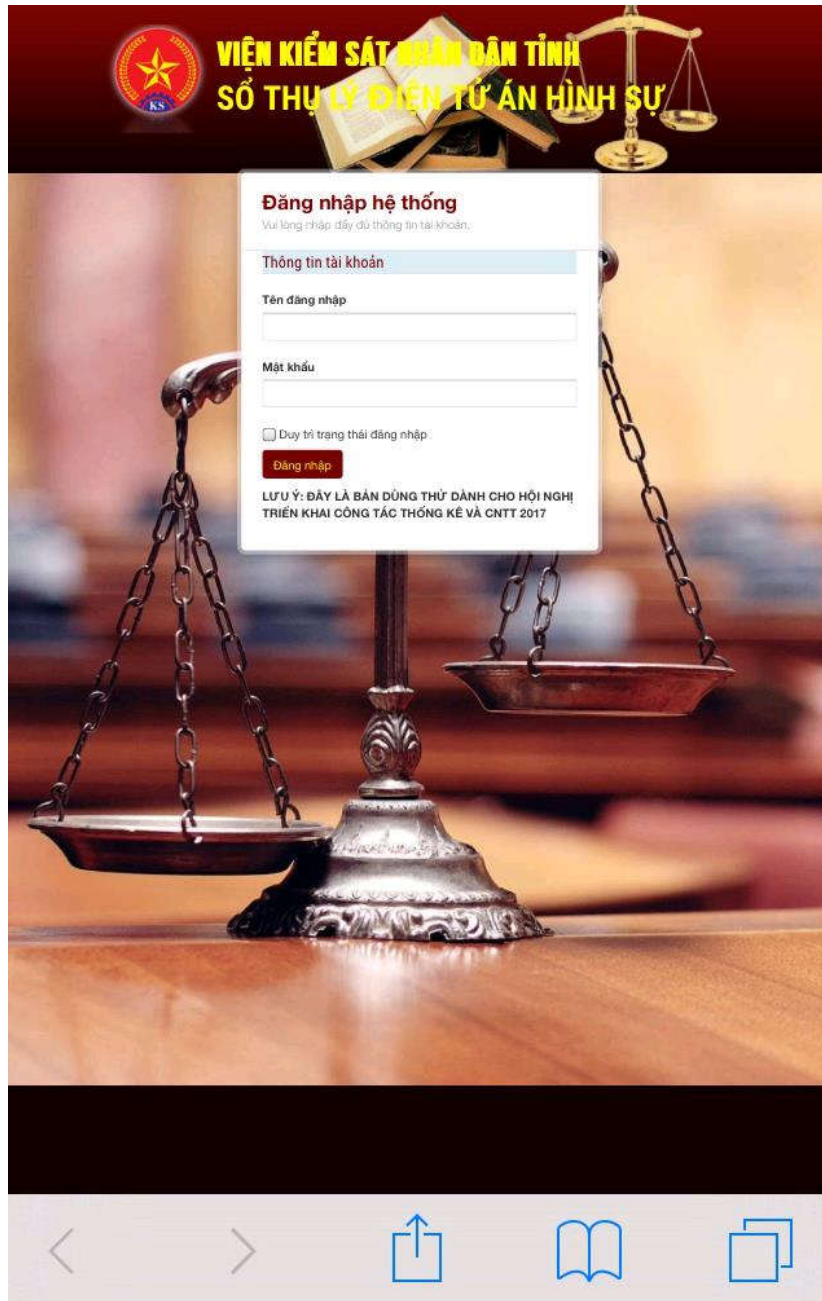 VIỆN KIỂM SÁT NHÂN DÂN TỈNH
SỔ THỤ LÝ ĐIỆN TỬ ÁN HÌNH SỰ
KS
Đăng nhập hệ thống
Vui lòng nhập đầy đủ thông tin tài khoản.
Thông tin tài khoản
Tên đăng nhập
Mật khẩu
Duy trì trạng thái đăng nhập
Đăng nhập
LƯU Ý: ĐÂY LÀ BẢN DÙNG THỬ DÀNH CHO HỘI NGHỊ
TRIỂN KHAI CÔNG TÁC THỐNG KÊ VÀ CNTT 2017